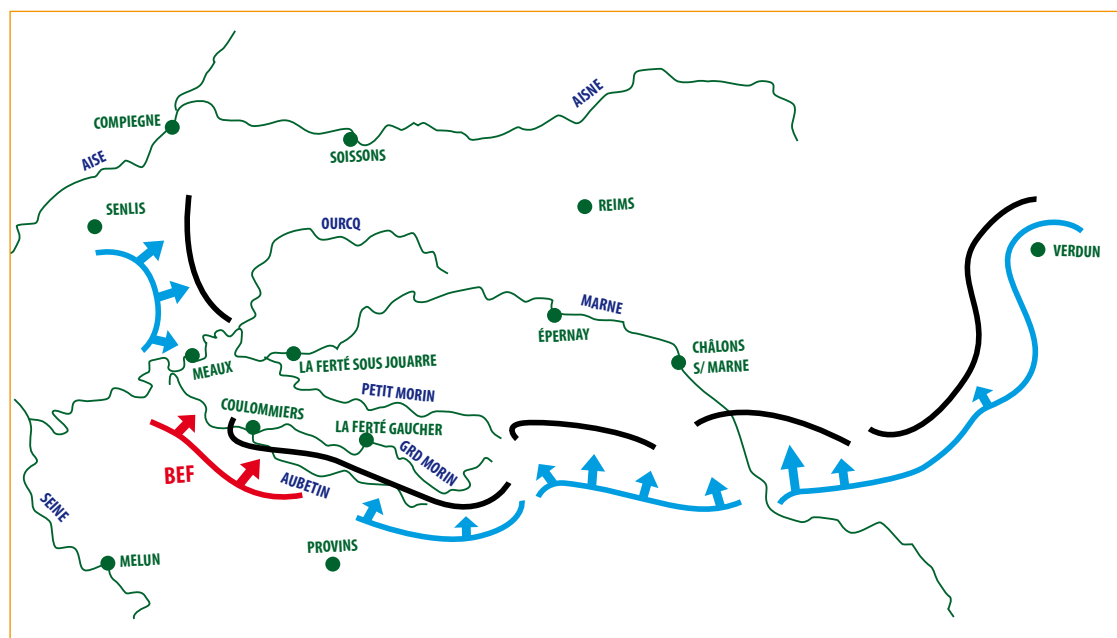 AISNE
COMPIEGNE
SOISSONS
AISE
SENLIS
REIMS
OURCQ
VERDUN
MARNE
ÉPERNAY
CHÂLONS
S/ MARNE
LA FERTÉ SOUS JOUARRE
MEAUX
PETIT MORIN
COULOMMIERS
LA FERTÉ GAUCHER
GRD MORIN
BEF
AUBETIN
SEINE
PROVINS
MELUN